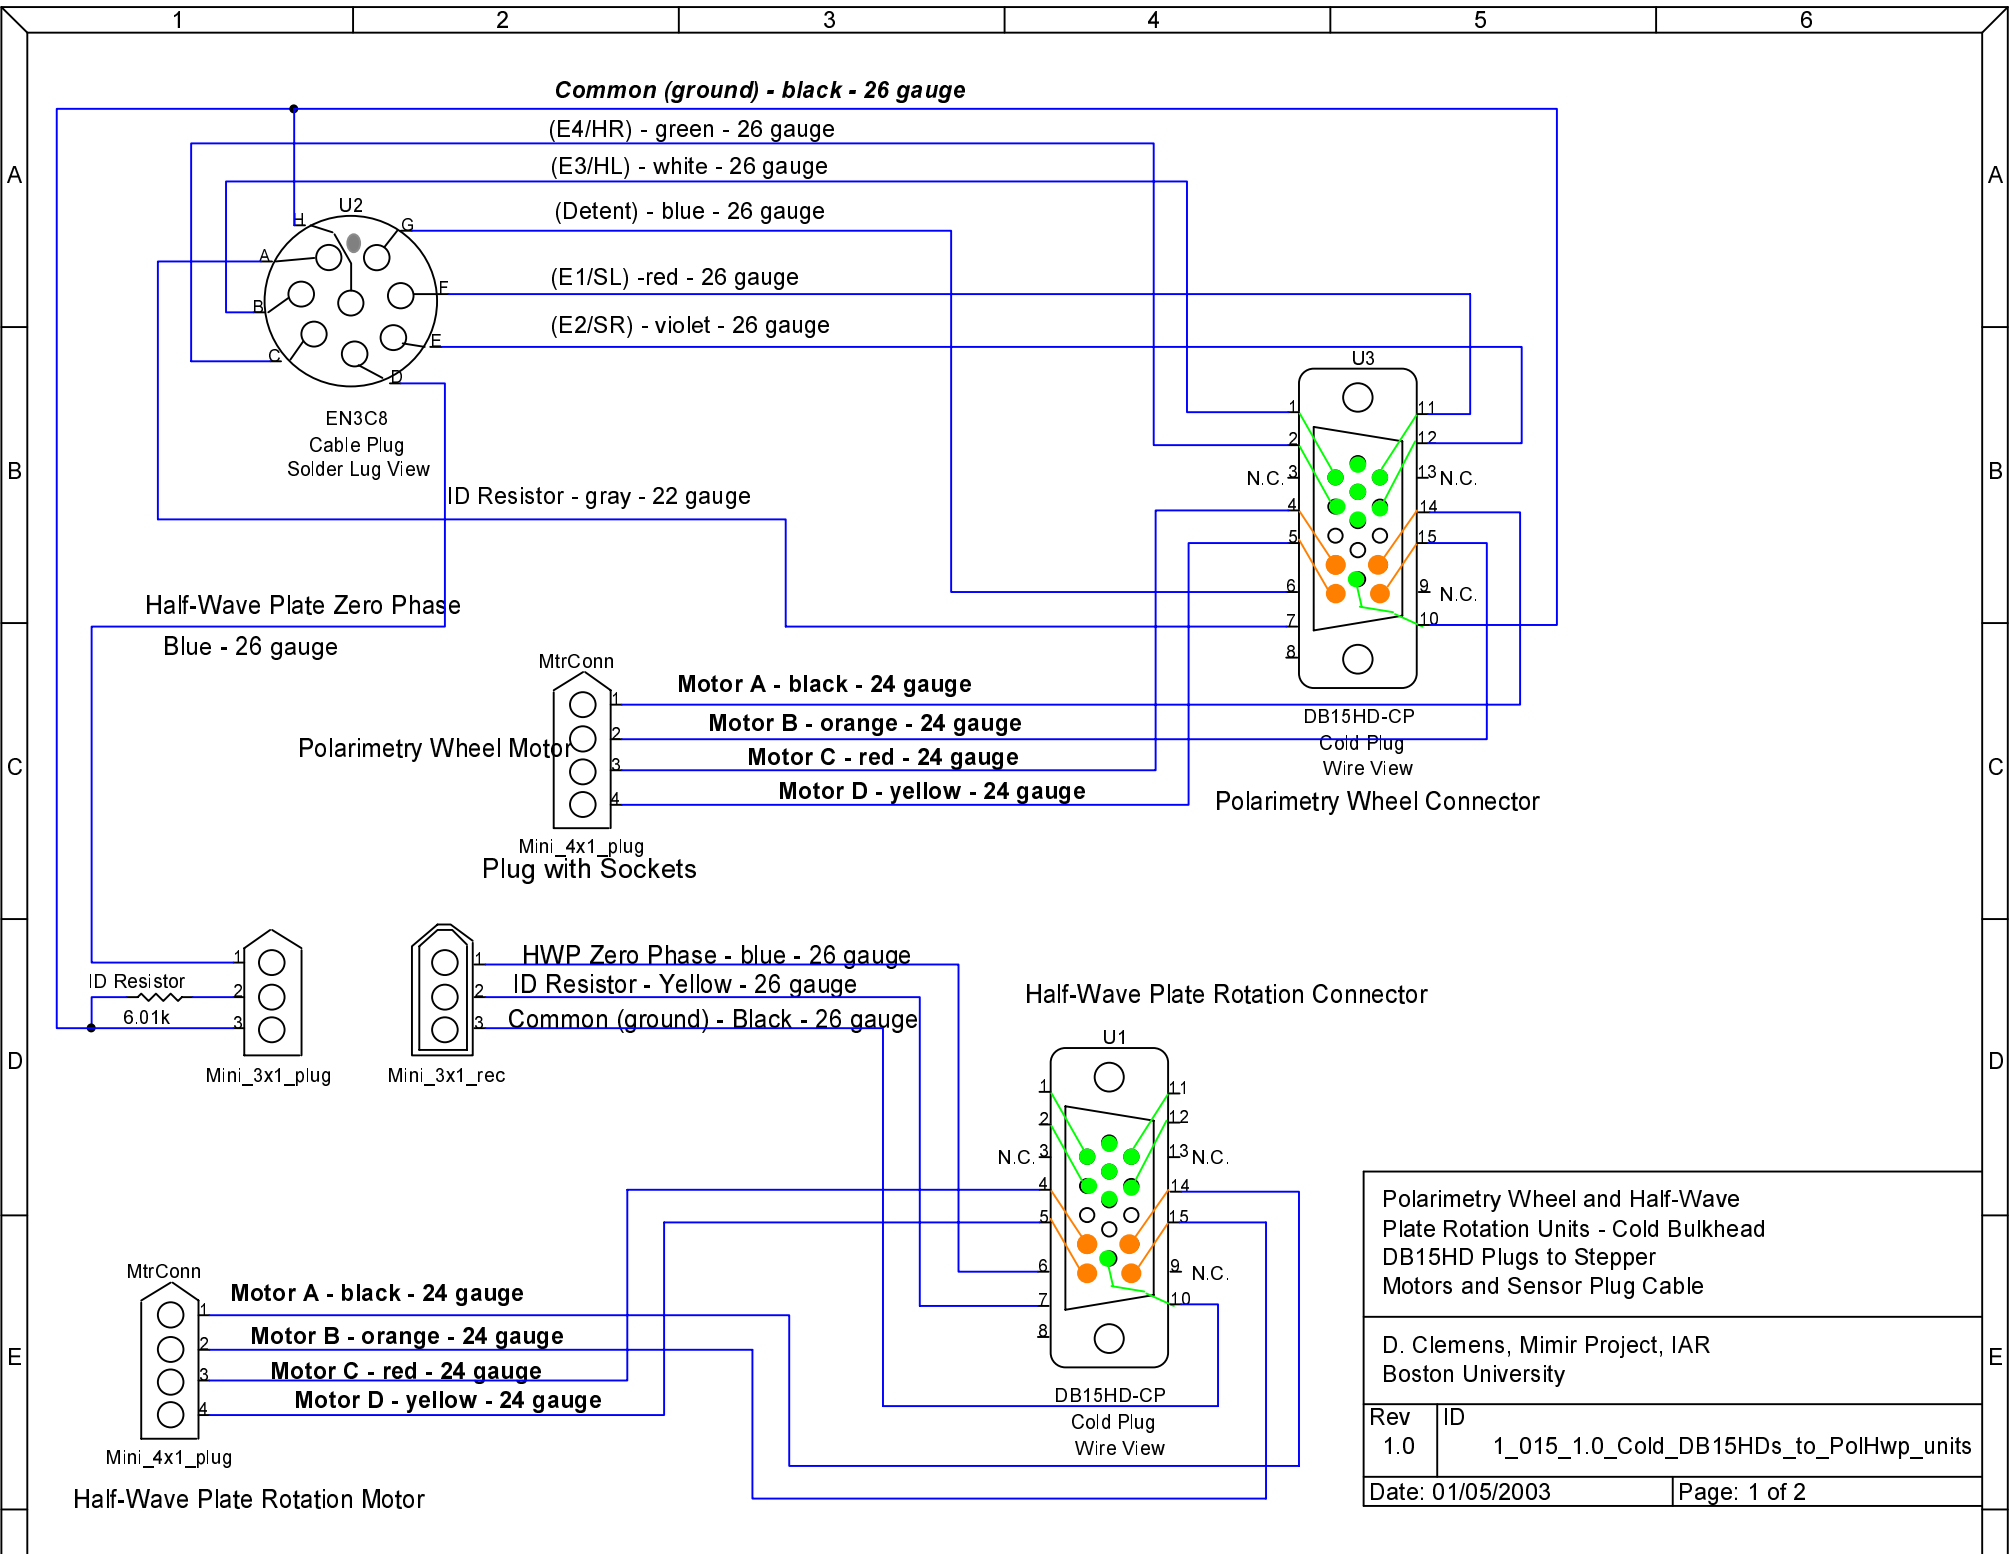 1 2 3 4 5 6
Common (ground) - black - 26 gauge
(E4/HR) - green - 26 gauge
(E3/HL) - white - 26 gauge
A A
U2
(Detent) - blue - 26 gauge
H G
A
(E1/SL) -red - 26 gauge
F
B
(E2/SR) - violet - 26 gauge
E
C
D
U3
EN3C8
Cable Plug
Solder Lug View
1 11
2 12
N.C. 3 13 N.C.
4 14
5 15
6 9 N.C.
7 10
8
B B
ID Resistor - gray - 22 gauge
Half-Wave Plate Zero Phase
Blue - 26 gauge
MtrConn
1 Motor A - black - 24 gauge
2 Motor B - orange - 24 gauge
Polarimetry Wheel Motor
3 Motor C - red - 24 gauge
4 Motor D - yellow - 24 gauge
DB15HD-CP
Cold Plug
Wire View
Polarimetry Wheel Connector
C C
Mini_4x1_plug
Plug with Sockets
1 1 HWP Zero Phase - blue - 26 gauge
ID Resistor 2 2 ID Resistor - Yellow - 26 gauge
6.01k 3 3 Common (ground) - Black - 26 gauge
Mini_3x1_plug Mini_3x1_rec
Half-Wave Plate Rotation Connector
D D
U1
1 11
2 12
N.C. 3 13 N.C.
4 14
5 15
6 9 N.C.
7 10
8
MtrConn
1 Motor A - black - 24 gauge
2 Motor B - orange - 24 gauge
3 Motor C - red - 24 gauge
4 Motor D - yellow - 24 gauge
Mini_4x1_plug
Half-Wave Plate Rotation Motor
DB15HD-CP
Cold Plug
Wire View
E E
Polarimetry Wheel and Half-Wave
Plate Rotation Units - Cold Bulkhead
DB15HD Plugs to Stepper
Motors and Sensor Plug Cable
D. Clemens, Mimir Project, IAR
Boston University
Rev ID
1.0 1_015_1.0_Cold_DB15HDs_to_PolHwp_units
Date: 01/05/2003 Page: 1 of 2